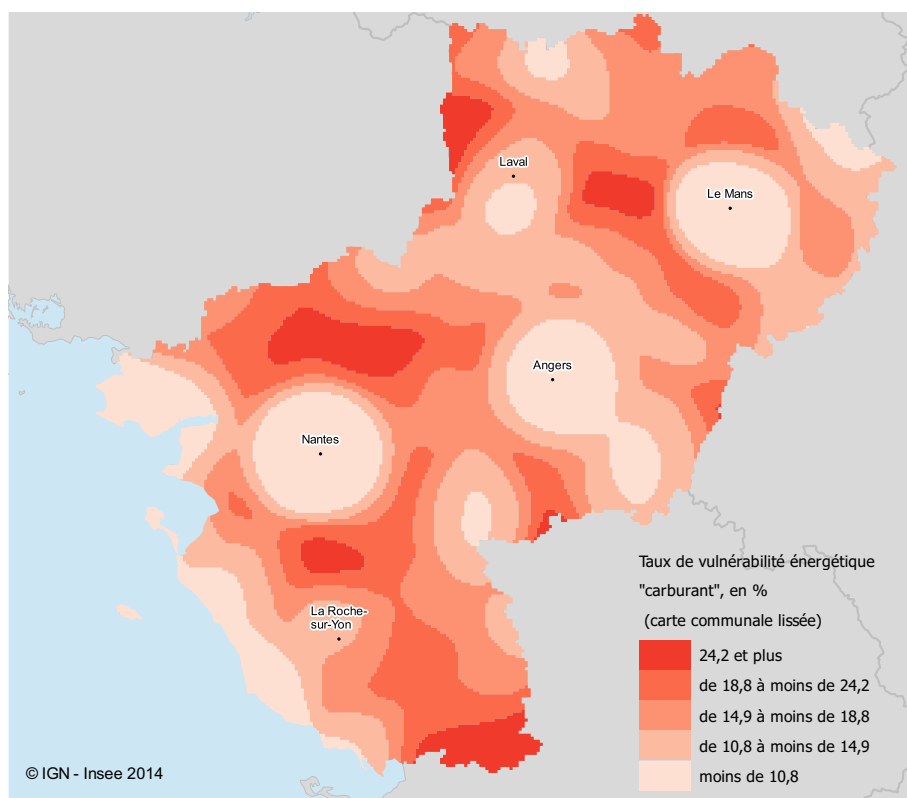 Laval
Le Mans
Angers
Nantes
La Roche-
sur-Yon
Taux de vulnérabilité énergétique
"carburant", en %
(carte communale lissée)
24,2 et plus
de 18,8 à moins de 24,2
de 14,9 à moins de 18,8
de 10,8 à moins de 14,9
moins de 10,8
© IGN - Insee 2014